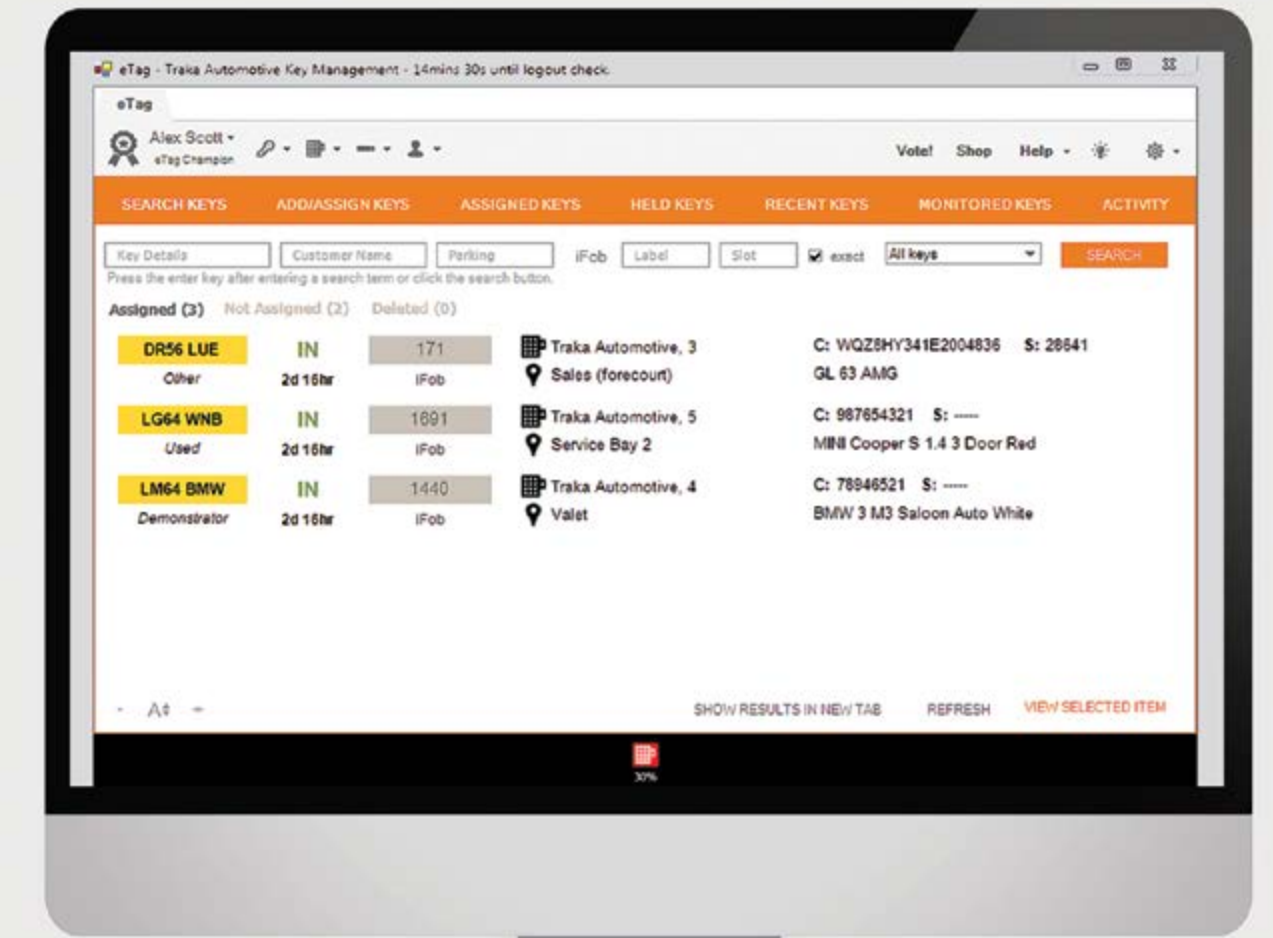 eTag - Traka Automotive Key Management - 14mins 30s until logout check.
eTag
Alex Scott
eTag Champion
Vote! Shop Help
SEARCH KEYS ADD/ASSIGN KEYS ASSIGNED KEYS HELD KEYS RECENT KEYS MONITORED KEYS ACTIVITY
Key Details Customer Name Parking iFob Label Slot exact All keys SEARCH
Press the enter key after entering a search term or click the search button.
Assigned (3) Not Assigned (2) Deleted (0)
DR56 LUE IN 171 Traka Automotive, 3 C: WQZ8HY341E2004836 S: 28641
Other 2d 16hr iFob Sales (forecourt) GL 63 AMG
LG64 WNB IN 1691 Traka Automotive, 5 C: 987654321 S: -----
Used 2d 16hr iFob Service Bay 2 MINI Cooper S 1.4 3 Door Red
LM64 BMW IN 1440 Traka Automotive, 4 C: 78946521 S: -----
Demonstrator 2d 16hr iFob Valet BMW 3 M3 Saloon Auto White
- A +
SHOW RESULTS IN NEW TAB REFRESH VIEW SELECTED ITEM
30%